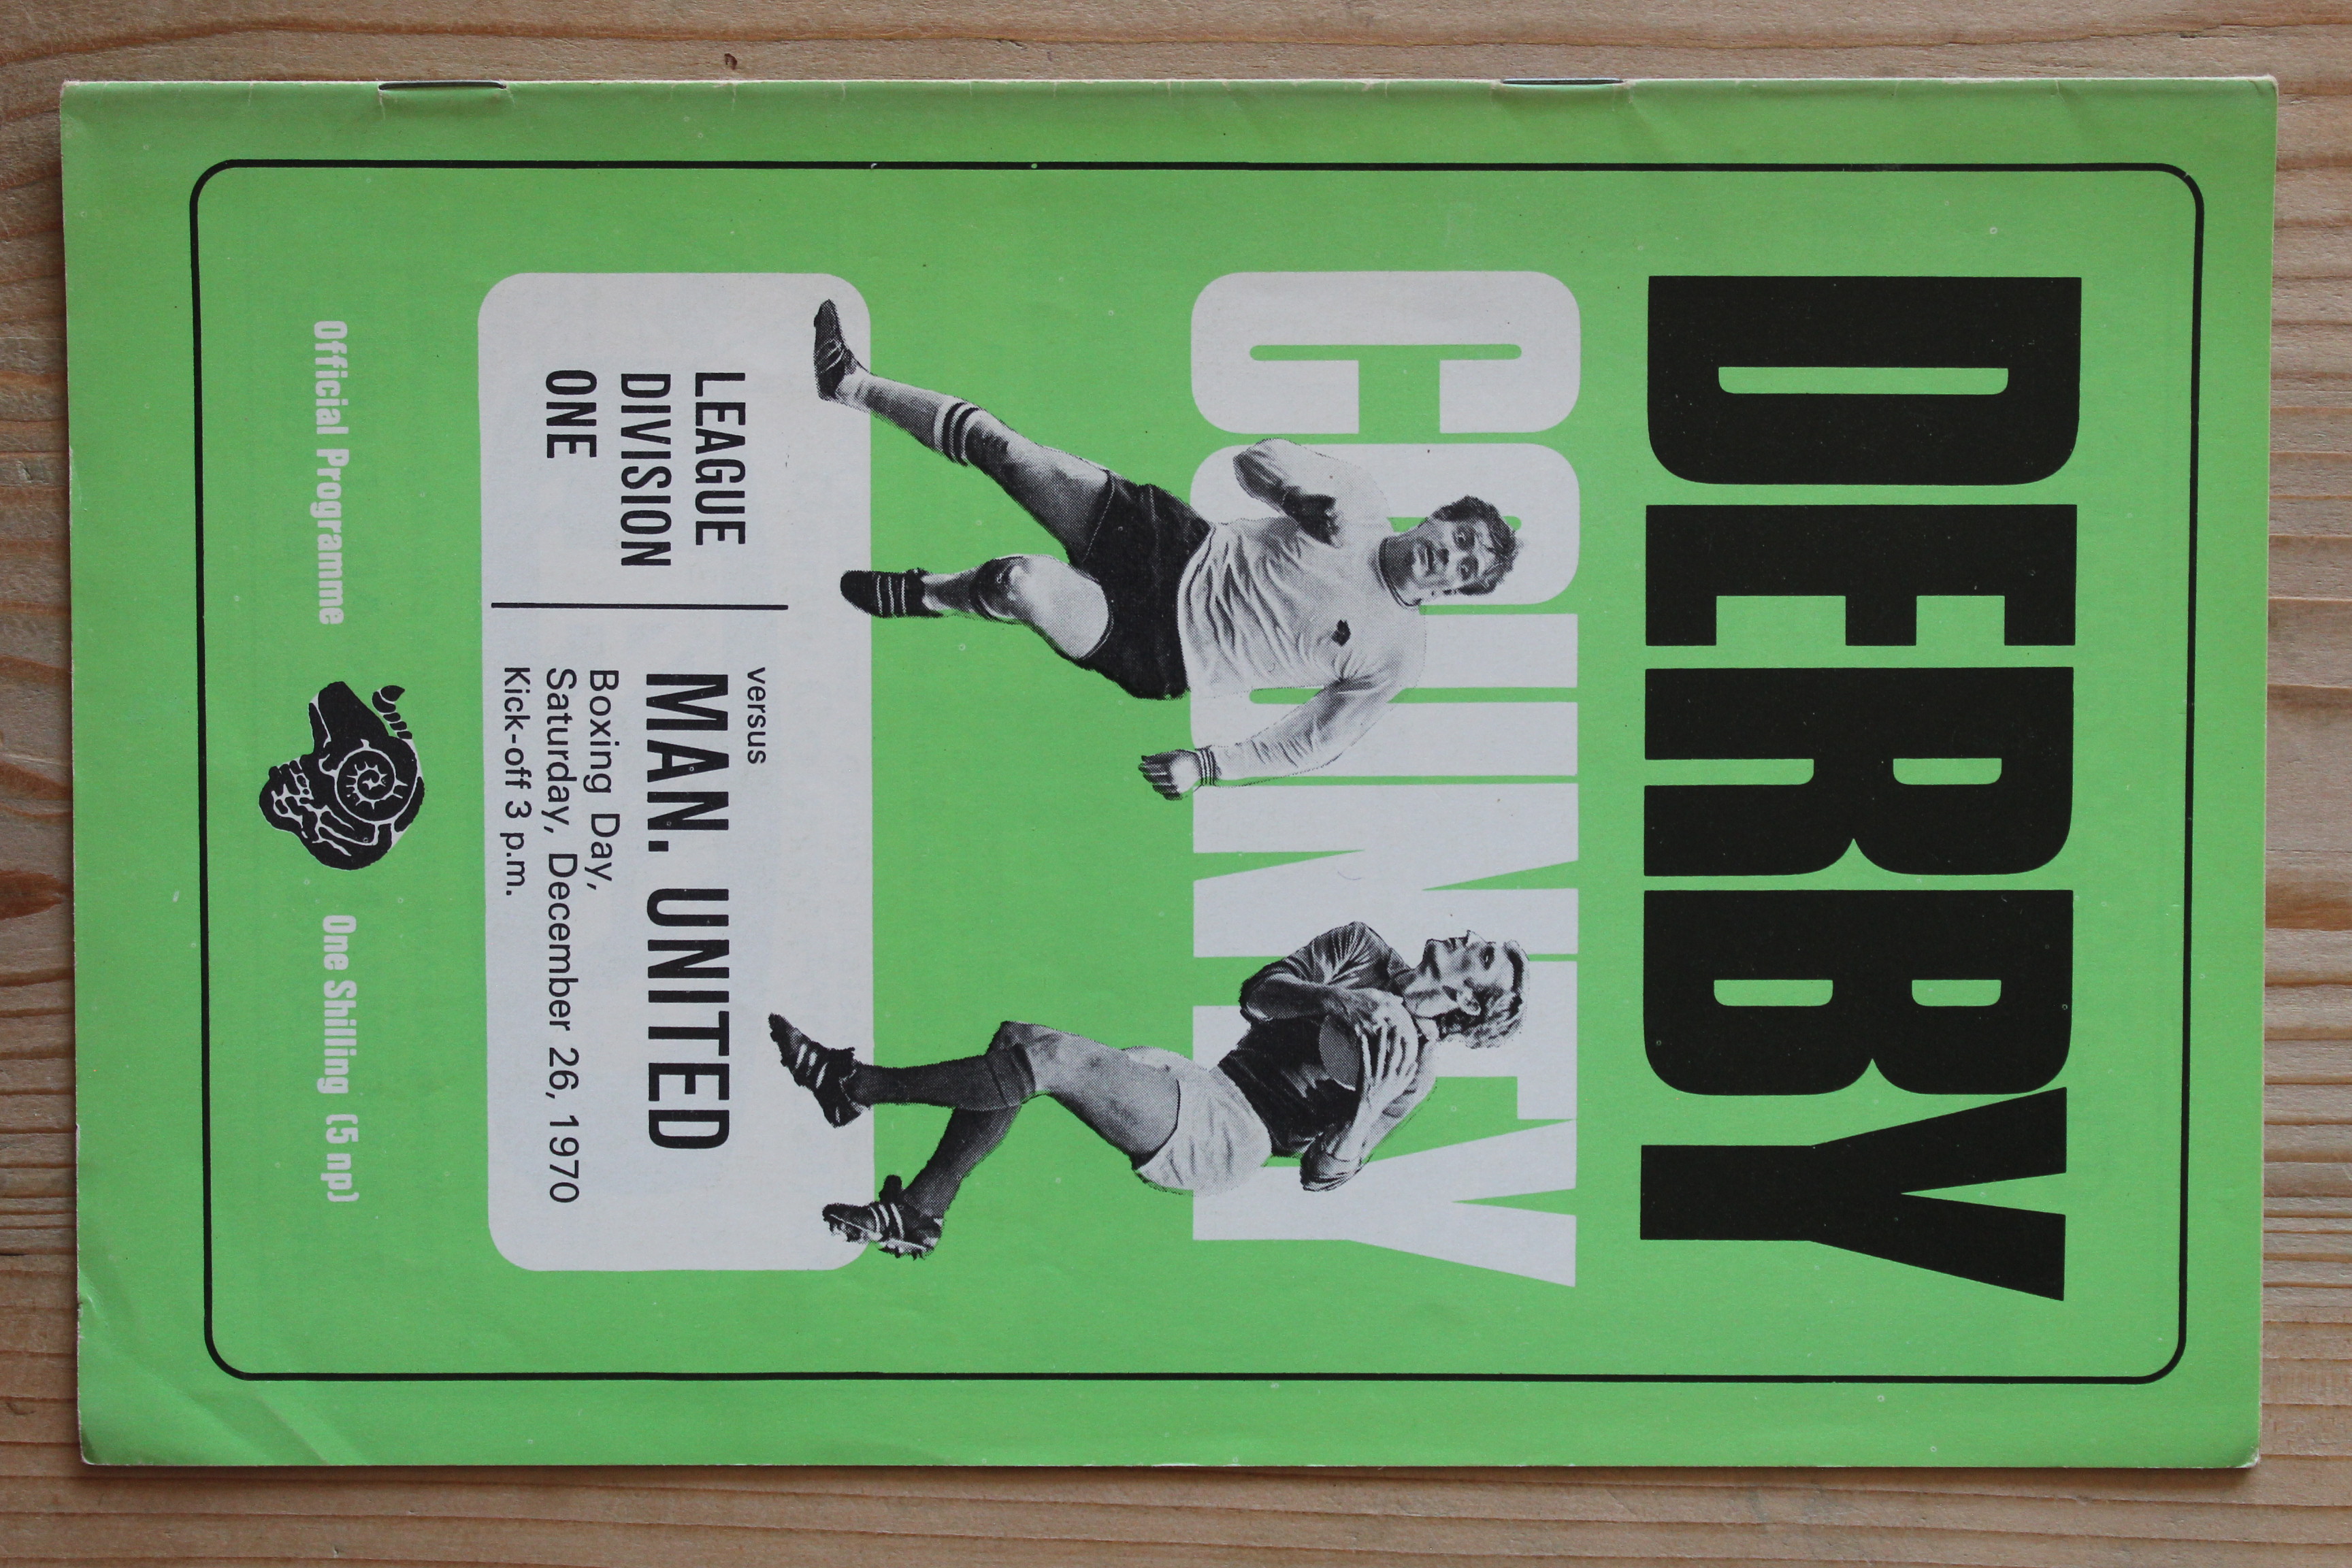 DERBY
COUNTY
LEAGUE
DIVISION
ONE
versus
MAN. UNITED
Boxing Day,
Saturday, December 26, 1970
Kick-off 3 p.m.
Official Programme
One Shilling (5 np)